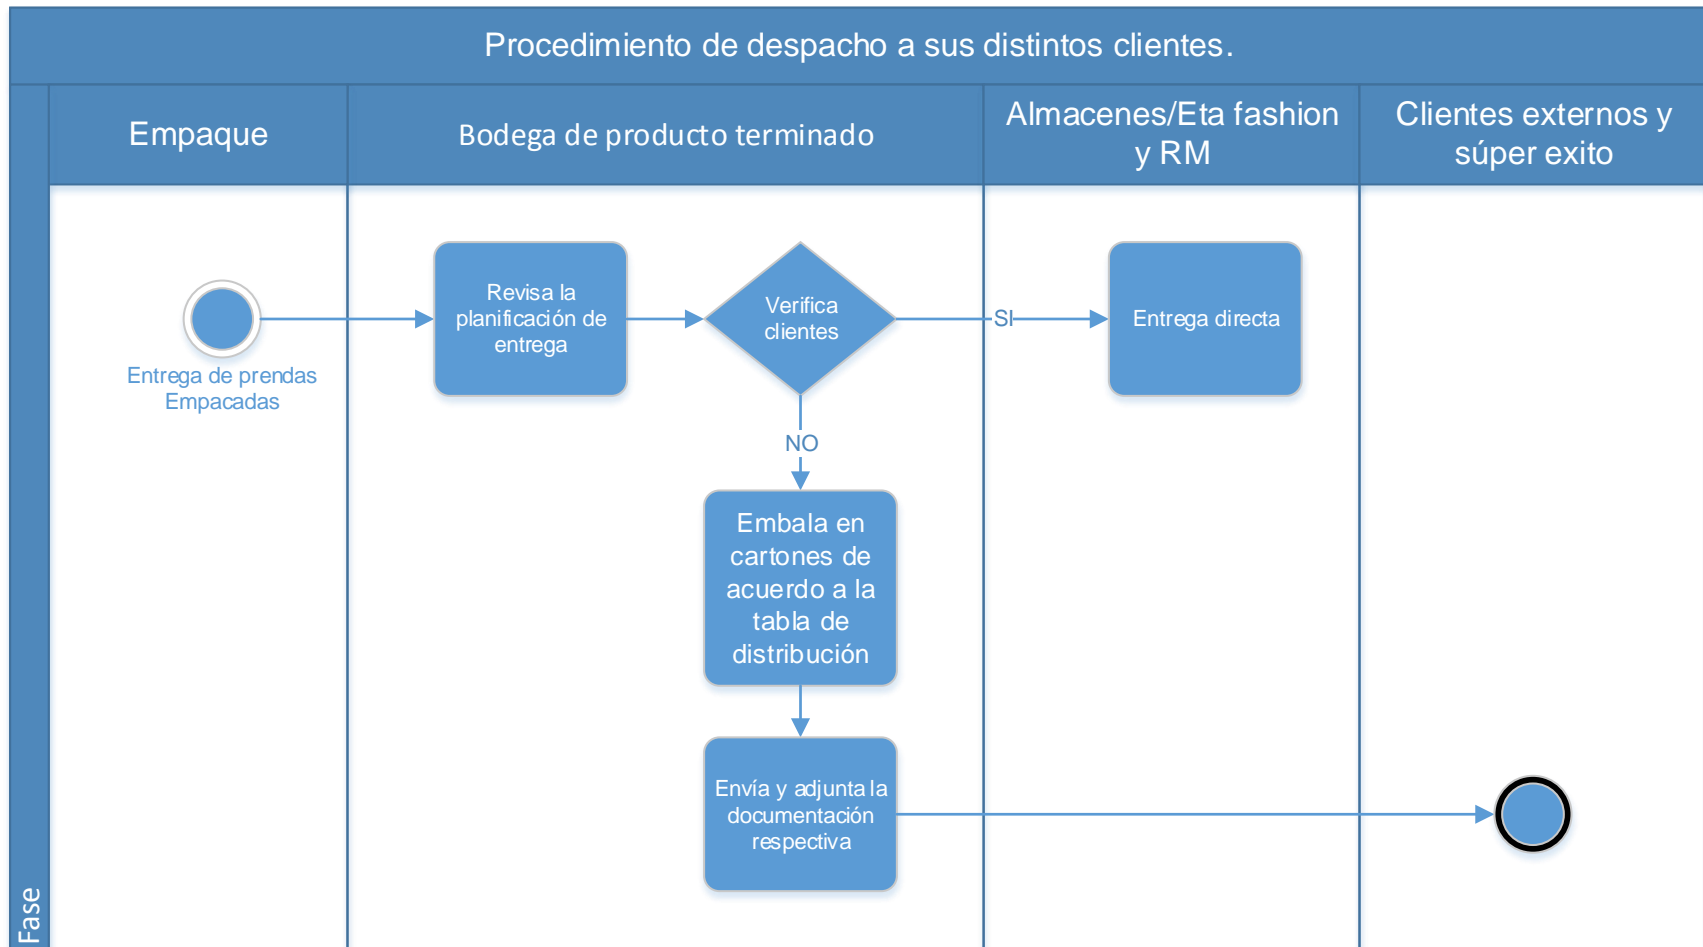 Procedimiento de despacho a sus distintos clientes.
Empaque
Bodega de producto terminado
Almacenes/Eta fashion
y RM
Clientes externos y
súper exito
Entrega de prendas
Empacadas
Revisa la
planificación de
entrega
Verifica
clientes
SI
Entrega directa
NO
Embala en
cartones de
acuerdo a la
tabla de
distribución
Envía y adjunta la
documentación
respectiva
Fase